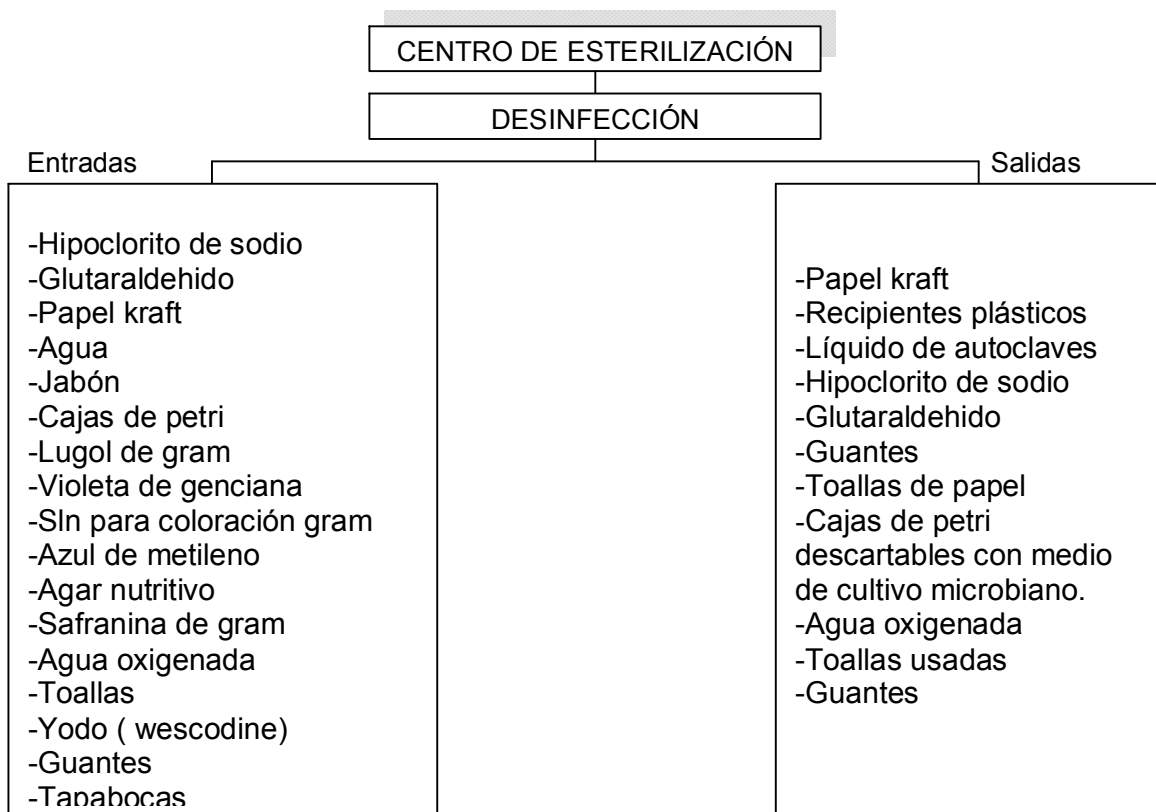 CENTRO DE ESTERILIZACIÓN
DESINFECCIÓN
Entradas
-Hipoclorito de sodio
-Glutaraldehido
-Papel kraft
-Agua
-Jabón
-Cajas de petri
-Lugol de gram
-Violeta de genciana
-Sln para coloración gram
-Azul de metileno
-Agar nutritivo
-Safranina de gram
-Agua oxigenada
-Toallas
-Yodo ( wescodine)
-Guantes
-Tapabocas
Salidas
-Papel kraft
-Recipientes plásticos
-Líquido de autoclaves
-Hipoclorito de sodio
-Glutaraldehido
-Guantes
-Toallas de papel
-Cajas de petri
descartables con medio
de cultivo microbiano.
-Agua oxigenada
-Toallas usadas
-Guantes